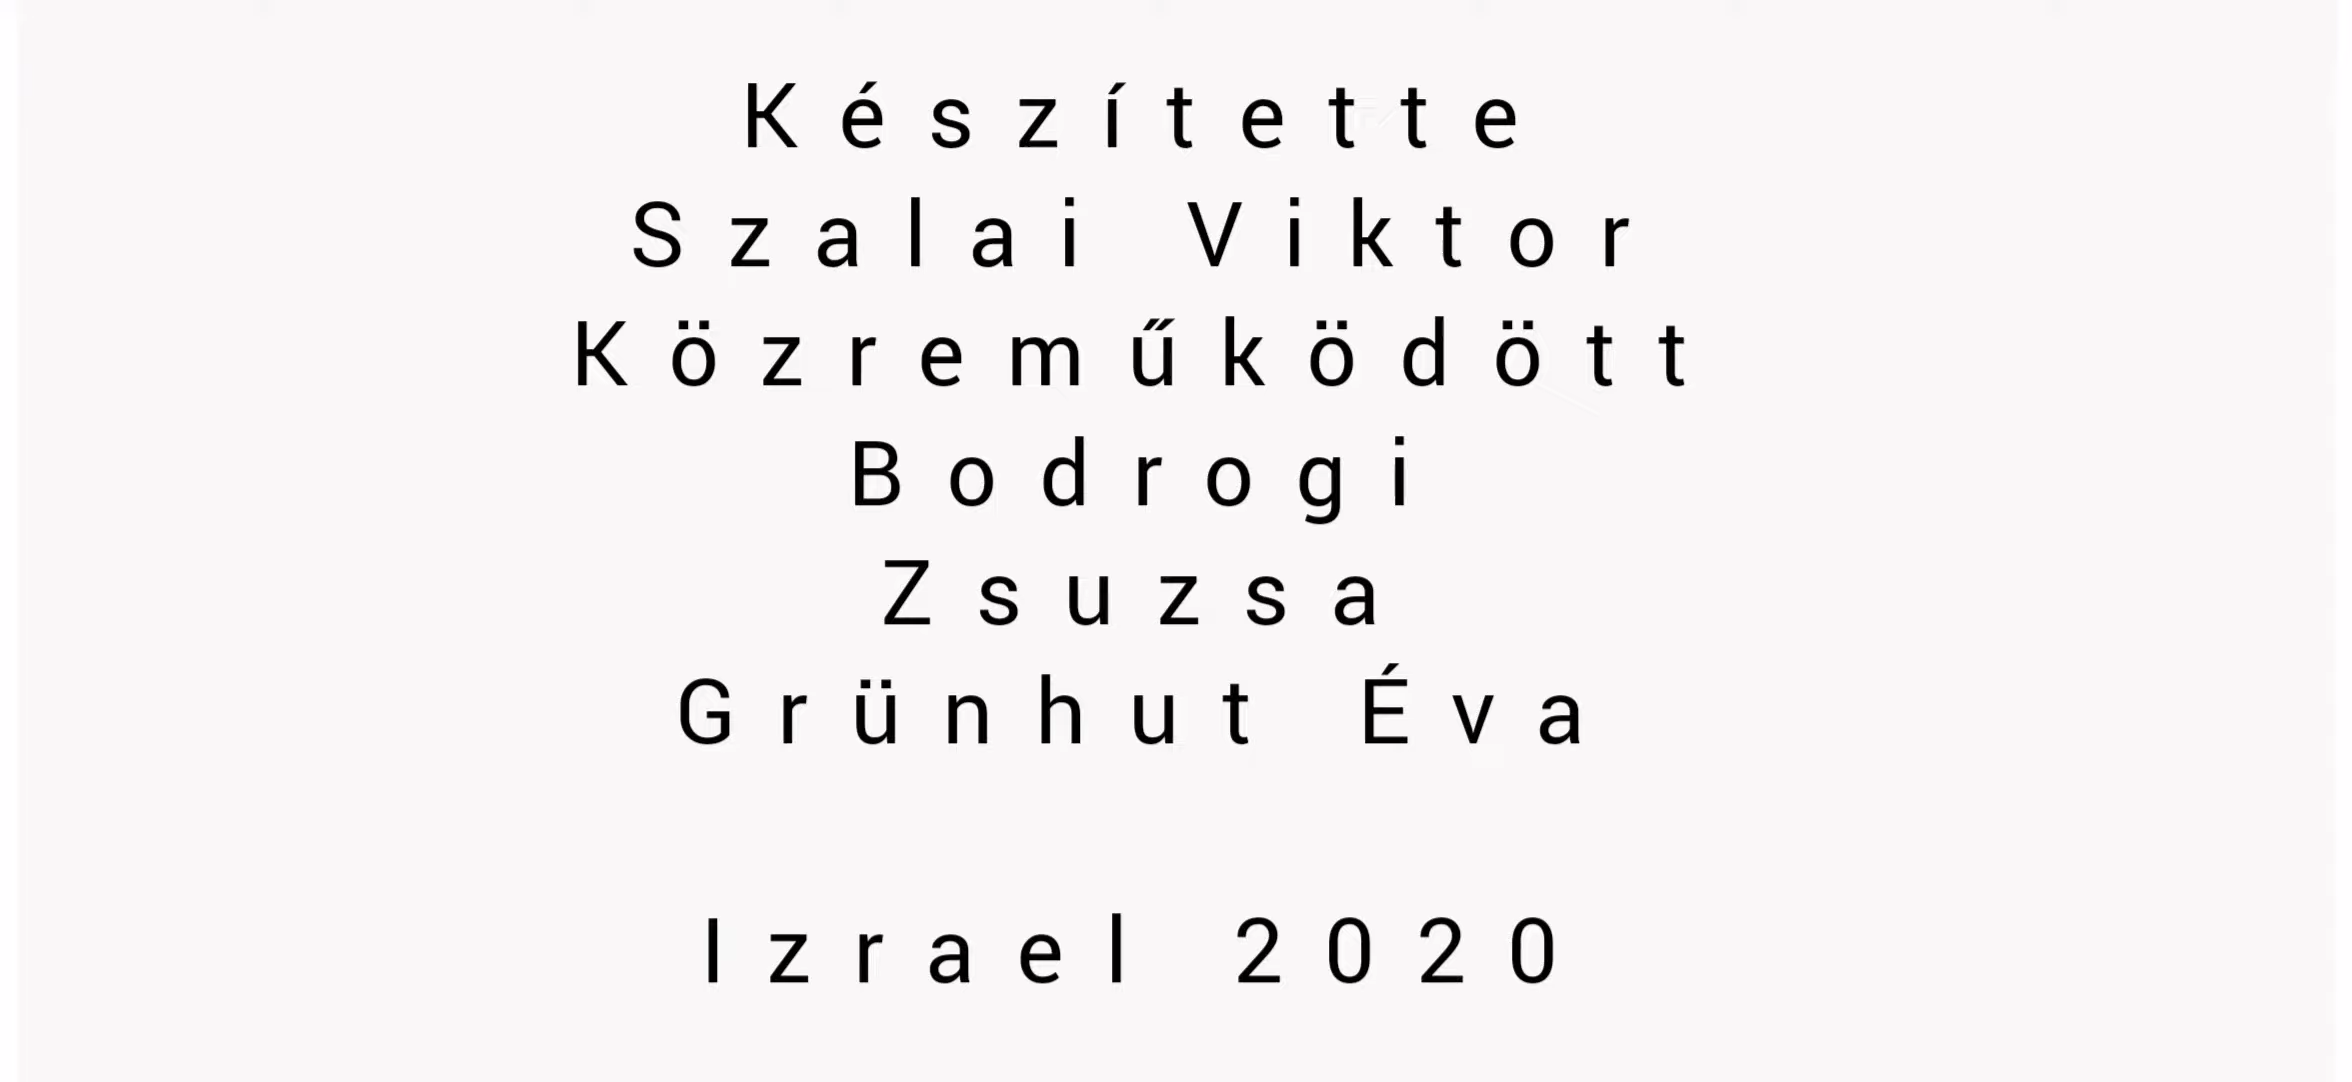 Készítette
Szalai Viktor
Közreműködött
Bodrogi
Zsuzsa
Grünhut Éva
Izrael 2020